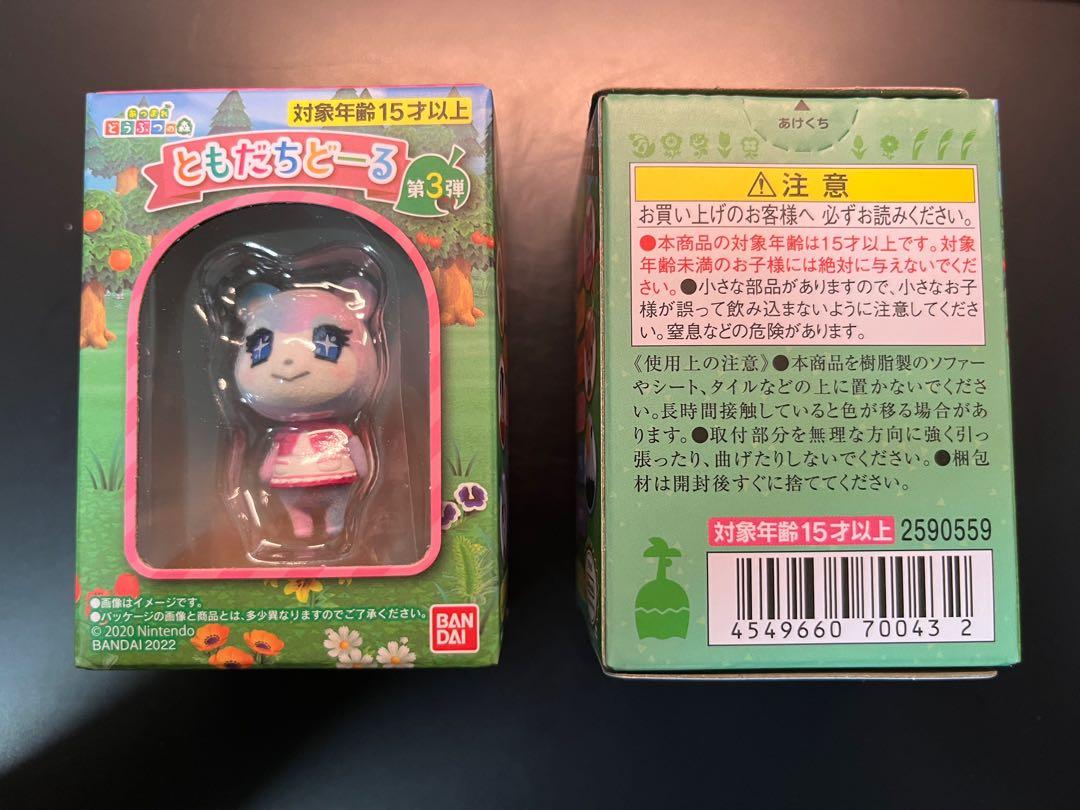 あつまれ
どうぶつの森
対象年齢15才以上
ともだちどーる
第3弾
●画像はイメージです。
●パッケージの画像と商品とは、多少異なりますのでご了承ください。
© 2020 Nintendo
BANDAI 2022
BAN
DAI
あけくち
⚠注意
お買い上げのお客様へ 必ずお読みください。
●本商品の対象年齢は15才以上です。対象
年齢未満のお子様には絶対に与えないでくだ
さい。●小さな部品がありますので、小さなお子
様が誤って飲み込まないように注意してくださ
い。窒息などの危険があります。
《使用上の注意》●本商品を樹脂製のソファー
やシート、タイルなどの上に置かないでくださ
い。長時間接触していると色が移る場合があ
ります。●取付部分を無理な方向に強く引っ
張ったり、曲げたりしないでください。●梱包
材は開封後すぐに捨ててください。
対象年齢15才以上 2590559
4549660 70043 2